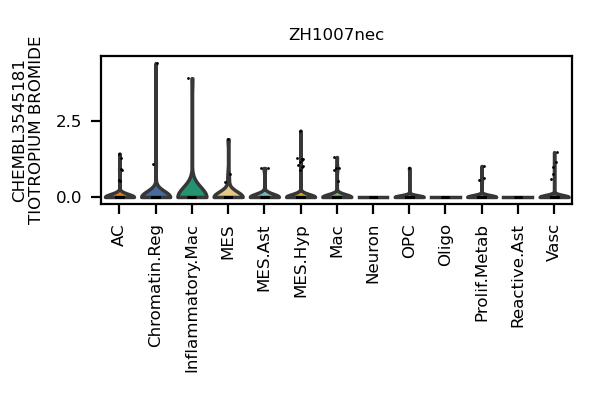 ZH1007nec
CHEMBL3545181
TIOTROPIUM BROMIDE
2.5
0.0
AC
Chromatin.Reg
Inflammatory.Mac
MES
MES.Ast
MES.Hyp
Mac
Neuron
OPC
Oligo
Prolif.Metab
Reactive.Ast
Vasc